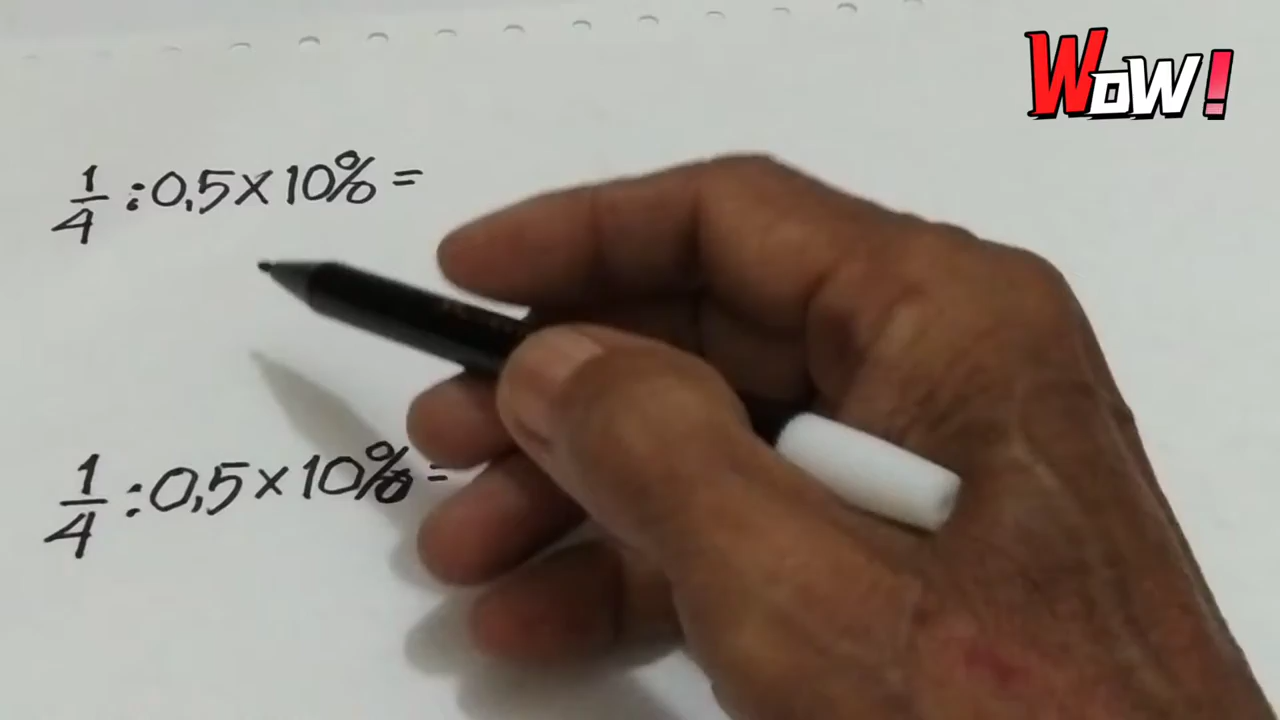 WOW!
1/4 : 0,5 × 10% =
1/4 : 0,5 × 10% =